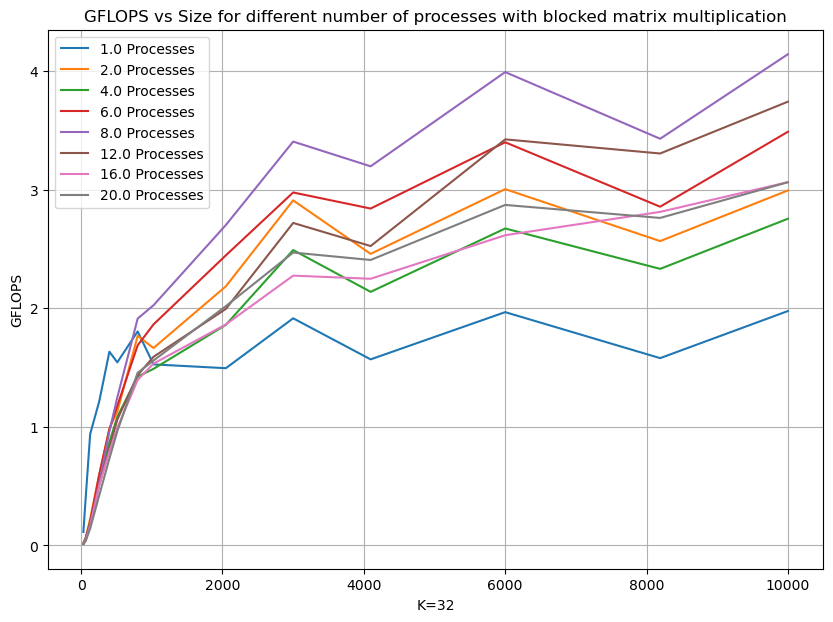 GFLOPS vs Size for different number of processes with blocked matrix multiplication
1.0 Processes
2.0 Processes
4.0 Processes
6.0 Processes
8.0 Processes
12.0 Processes
16.0 Processes
20.0 Processes
GFLOPS
4
3
2
1
0
0 2000 4000 6000 8000 10000
K=32